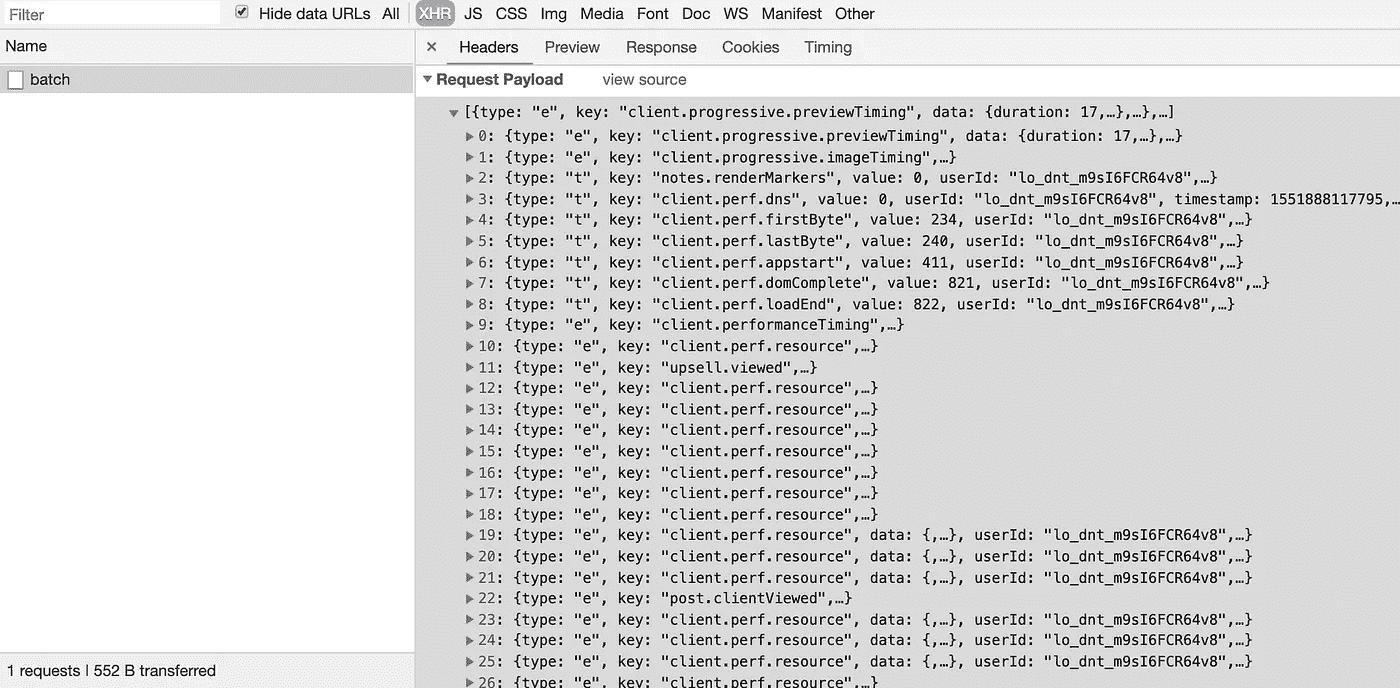 Filter Hide data URLs All XHR JS CSS Img Media Font Doc WS Manifest Other
Name
batch
1 requests | 552 B transferred
× Headers Preview Response Cookies Timing
Request Payload view source
[{type: "e", key: "client.progressive.previewTiming", data: {duration: 17,…},…},…]
0: {type: "e", key: "client.progressive.previewTiming", data: {duration: 17,…},…}
1: {type: "e", key: "client.progressive.imageTiming",…}
2: {type: "t", key: "notes.renderMarkers", value: 0, userId: "lo_dnt_m9sI6FCR64v8",…}
3: {type: "t", key: "client.perf.dns", value: 0, userId: "lo_dnt_m9sI6FCR64v8", timestamp: 1551888117795,…
4: {type: "t", key: "client.perf.firstByte", value: 234, userId: "lo_dnt_m9sI6FCR64v8",…}
5: {type: "t", key: "client.perf.lastByte", value: 240, userId: "lo_dnt_m9sI6FCR64v8",…}
6: {type: "t", key: "client.perf.appstart", value: 411, userId: "lo_dnt_m9sI6FCR64v8",…}
7: {type: "t", key: "client.perf.domComplete", value: 821, userId: "lo_dnt_m9sI6FCR64v8",…}
8: {type: "t", key: "client.perf.loadEnd", value: 822, userId: "lo_dnt_m9sI6FCR64v8",…}
9: {type: "e", key: "client.performanceTiming",…}
10: {type: "e", key: "client.perf.resource",…}
11: {type: "e", key: "upsell.viewed",…}
12: {type: "e", key: "client.perf.resource",…}
13: {type: "e", key: "client.perf.resource",…}
14: {type: "e", key: "client.perf.resource",…}
15: {type: "e", key: "client.perf.resource",…}
16: {type: "e", key: "client.perf.resource",…}
17: {type: "e", key: "client.perf.resource",…}
18: {type: "e", key: "client.perf.resource",…}
19: {type: "e", key: "client.perf.resource", data: {,…}, userId: "lo_dnt_m9sI6FCR64v8",…}
20: {type: "e", key: "client.perf.resource", data: {,…}, userId: "lo_dnt_m9sI6FCR64v8",…}
21: {type: "e", key: "client.perf.resource", data: {,…}, userId: "lo_dnt_m9sI6FCR64v8",…}
22: {type: "e", key: "post.clientViewed",…}
23: {type: "e", key: "client.perf.resource", data: {,…}, userId: "lo_dnt_m9sI6FCR64v8",…}
24: {type: "e", key: "client.perf.resource", data: {,…}, userId: "lo_dnt_m9sI6FCR64v8",…}
25: {type: "e", key: "client.perf.resource", data: {,…}, userId: "lo_dnt_m9sI6FCR64v8",…}
26: {type: "e", key: "client.perf.resource",…}